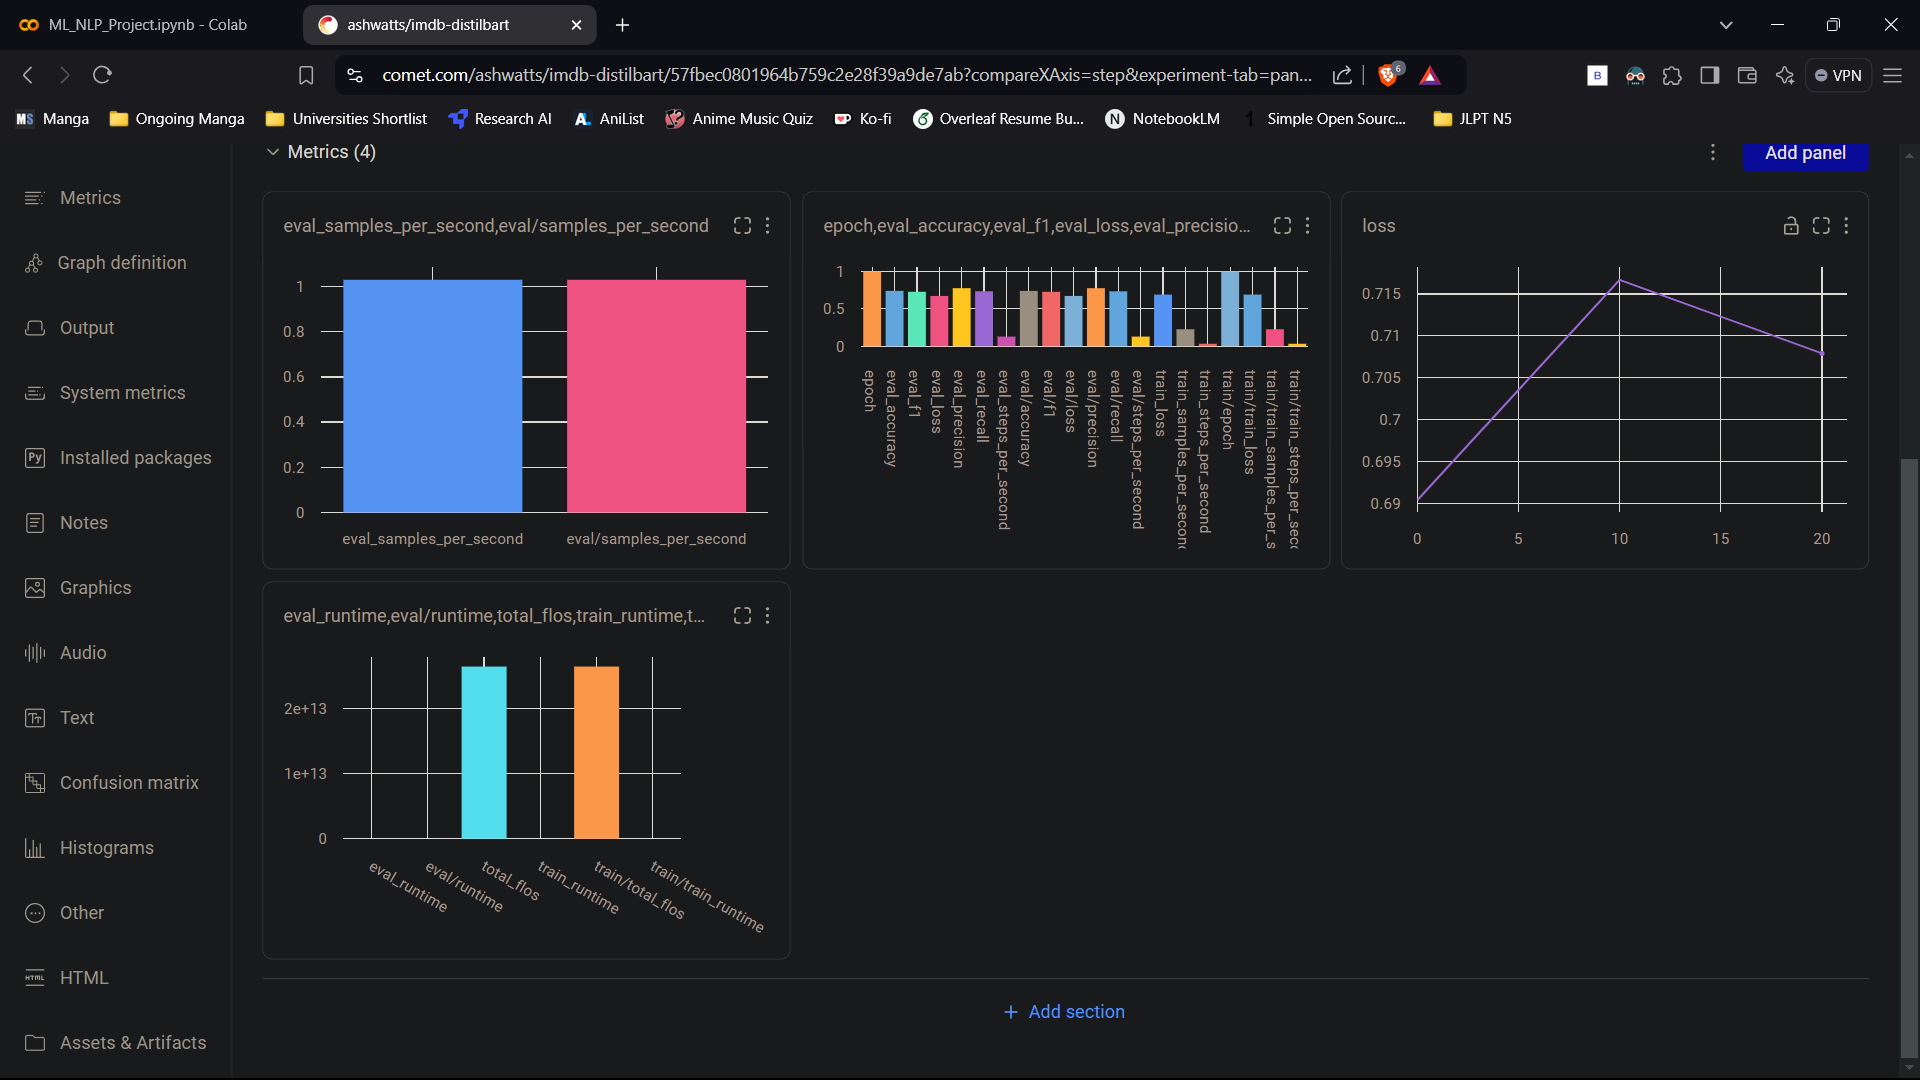 ML_NLP_Project.ipynb - Colab
ashwatts/imdb-distilbart
comet.com/ashwatts/imdb-distilbart/57fbec0801964b759c2e28f39a9de7ab?compareXAxis=step&experiment-tab=pan...
6
B
VPN
MS Manga
Ongoing Manga
Universities Shortlist
Research AI
AL AniList
Anime Music Quiz
Ko-fi
Overleaf Resume Bu...
N NotebookLM
1 Simple Open Sourc...
JLPT N5
Metrics (4)
Add panel
Metrics
Graph definition
Output
System metrics
Py Installed packages
Notes
Graphics
Audio
Text
Confusion matrix
Histograms
Other
HTML HTML
Assets & Artifacts
eval_samples_per_second,eval/samples_per_second
1
0.8
0.6
0.4
0.2
0
eval_samples_per_second
eval/samples_per_second
epoch,eval_accuracy,eval_f1,eval_loss,eval_precisio...
1
0.5
0
epoch
eval_accuracy
eval_f1
eval_loss
eval_precision
eval_recall
eval_steps_per_second
eval/accuracy
eval/f1
eval/loss
eval/precision
eval/recall
eval/steps_per_second
train_loss
train_samples_per_second
train_steps_per_second
train/epoch
train/train_loss
train/train_samples_per_s
train/train_steps_per_seco
loss
0.715
0.71
0.705
0.7
0.695
0.69
0
5
10
15
20
eval_runtime,eval/runtime,total_flos,train_runtime,t...
2e+13
1e+13
0
eval_runtime
eval/runtime
total_flos
train_runtime
train/total_flos
train/train_runtime
+ Add section